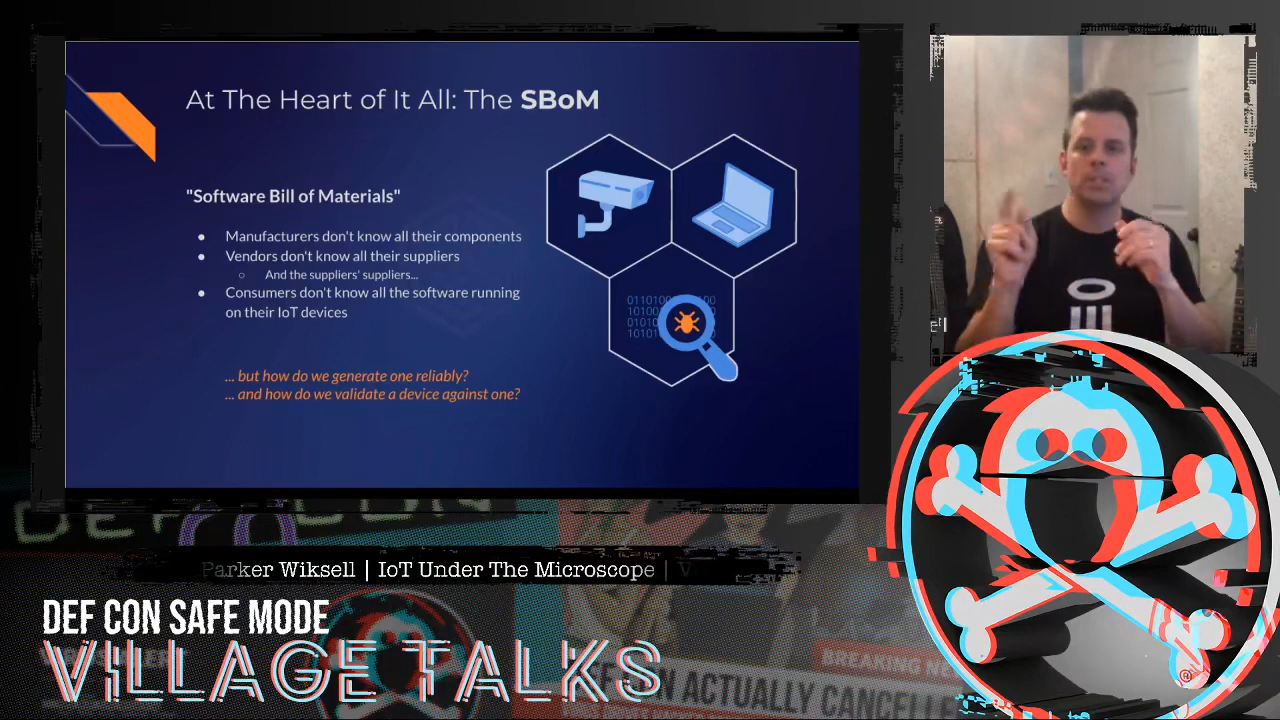 At The Heart of It All: The SBoM
"Software Bill of Materials"
● Manufacturers don't know all their components
● Vendors don't know all their suppliers
○ And the suppliers' suppliers...
● Consumers don't know all the software running
on their IoT devices
... but how do we generate one reliably?
... and how do we validate a device against one?
Parker Wiksell | IoT Under The Microscope | V
DEF CON
DEF CON SAFE MODE
VILLAGE TALKS
BREAKING NE
CON ACTUALLY CANCELLE